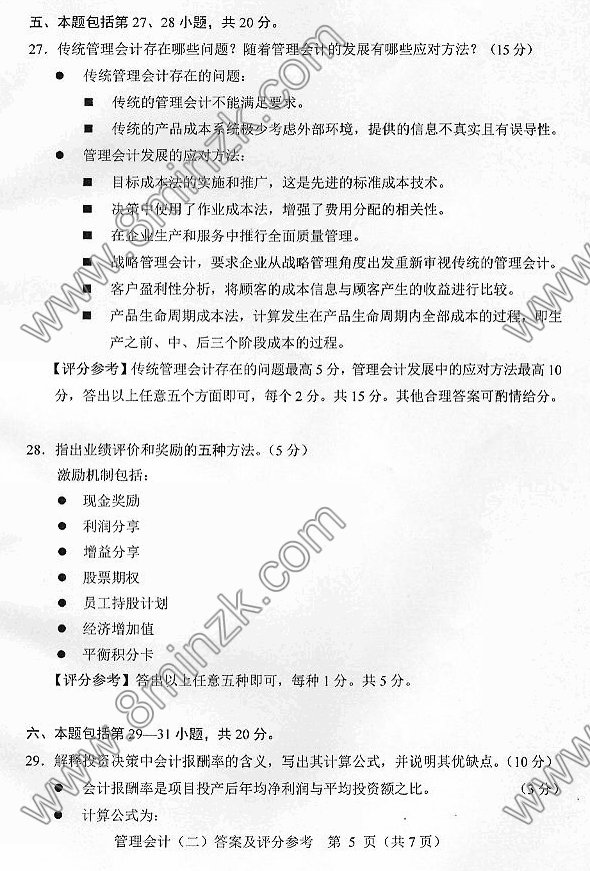 五、本题包括第 27、28 小题，共 20 分。
27．传统管理会计存在哪些问题？随着管理会计的发展有哪些应对方法？（15 分）
● 传统管理会计存在的问题：
■ 传统的管理会计不能满足要求。
■ 传统的产品成本系统极少考虑外部环境，提供的信息不真实且有误导性。
● 管理会计发展的应对方法：
■ 目标成本法的实施和推广，这是先进的标准成本技术。
■ 决策中使用了作业成本法，增强了费用分配的相关性。
■ 在企业生产和服务中推行全面质量管理。
■ 战略管理会计，要求企业从战略管理角度出发重新审视传统的管理会计。
■ 客户盈利性分析，将顾客的成本信息与顾客产生的收益进行比较。
■ 产品生命周期成本法，计算发生在产品生命周期内全部成本的过程，即生
产之前、中、后三个阶段成本的过程。
【评分参考】传统管理会计存在的问题最高 5 分，管理会计发展中的应对方法最高 10
分，答出以上任意五个方面即可，每个 2 分。共 15 分。其他合理答案可酌情给分。
28．指出业绩评价和奖励的五种方法。（5 分）
激励机制包括：
● 现金奖励
● 利润分享
● 增益分享
● 股票期权
● 员工持股计划
● 经济增加值
● 平衡积分卡
【评分参考】答出以上任意五种即可，每种 1 分。共 5 分。
六、本题包括第 29—31 小题，共 20 分。
29．解释投资决策中会计报酬率的含义，写出其计算公式，并说明其优缺点。（10 分）
● 会计报酬率是项目投产后年均净利润与平均投资额之比。（3 分）
● 计算公式为：
管理会计（二）答案及评分参考 第 5 页（共 7 页）
www.8minzk.com
www.8minzk.com
www.8minzk.com
www.8minzk.com